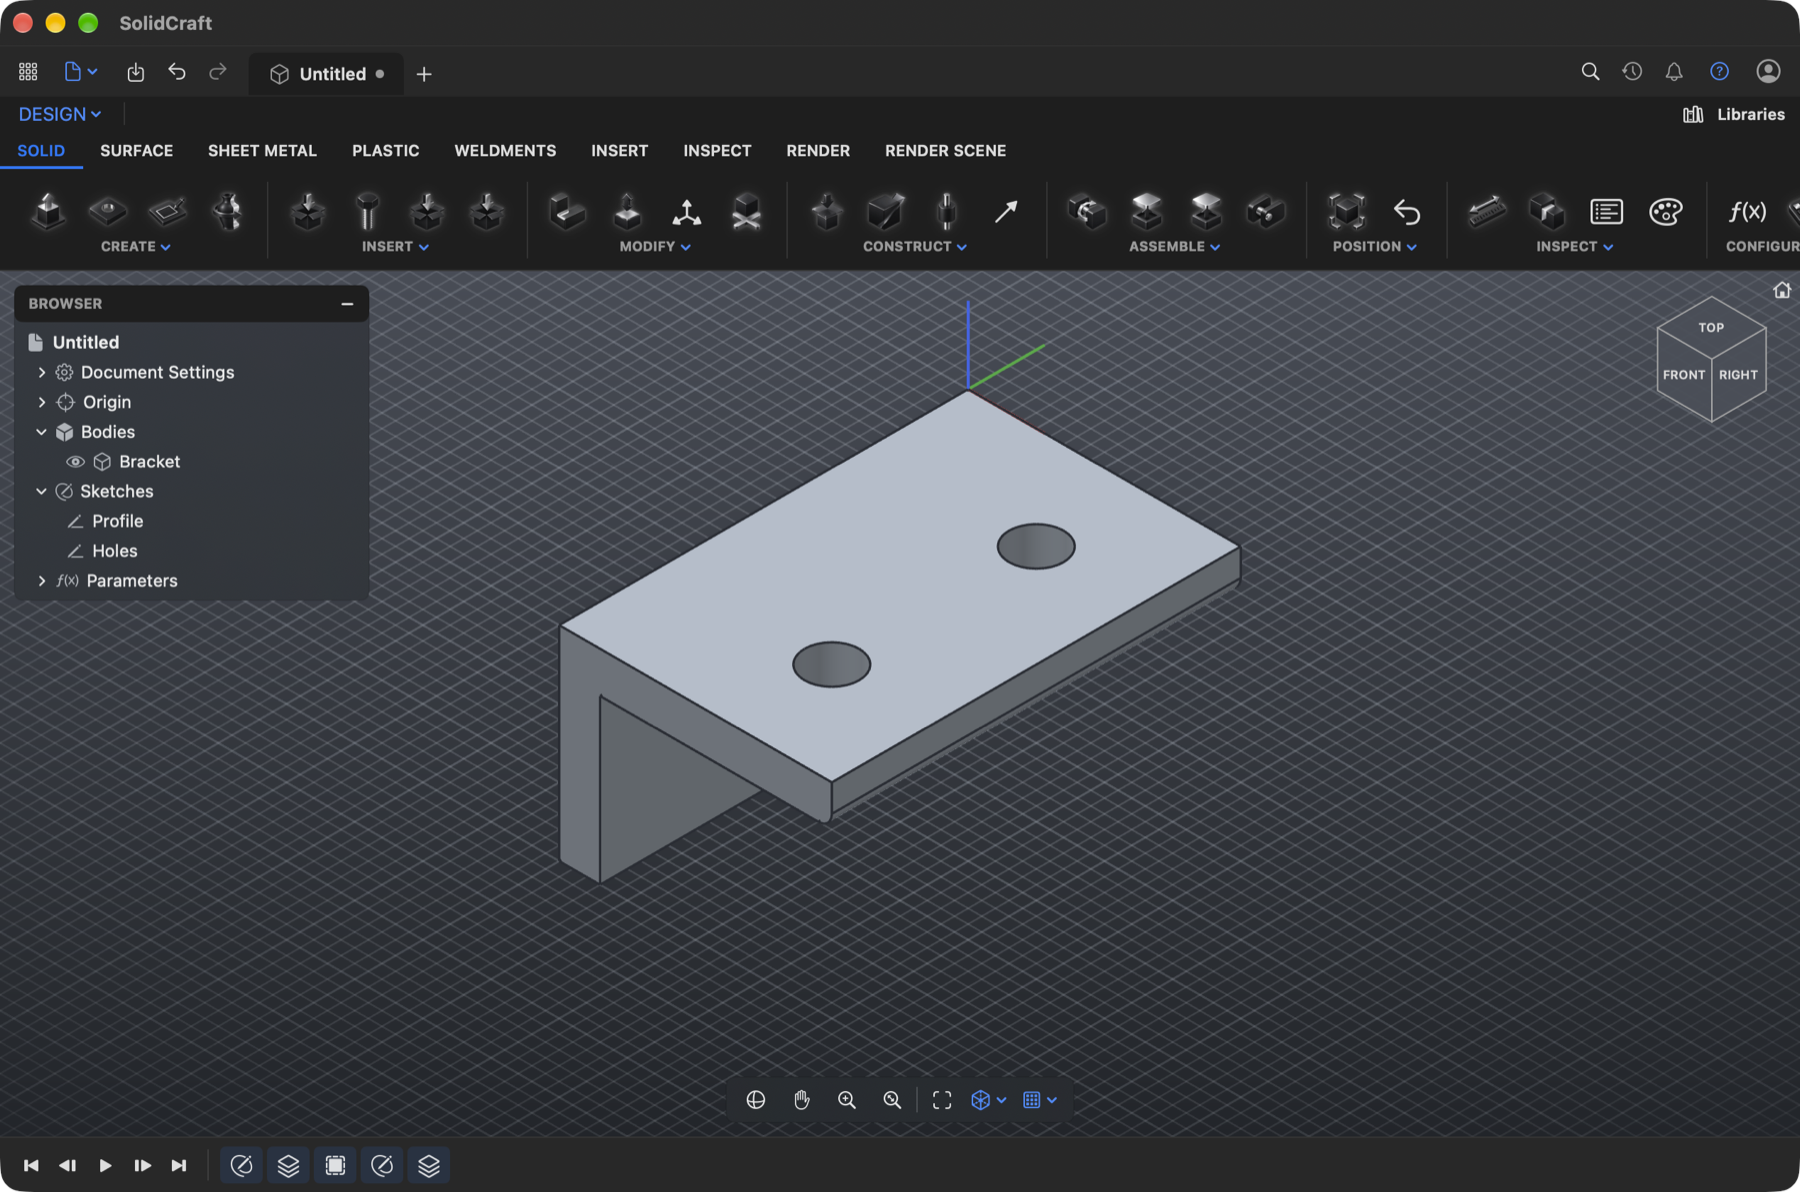 SolidCraft
Untitled
DESIGN
Libraries
SOLID SURFACE SHEET METAL PLASTIC WELDMENTS INSERT INSPECT RENDER RENDER SCENE
f(x)
CREATE INSERT MODIFY CONSTRUCT ASSEMBLE POSITION INSPECT CONFIGUR
BROWSER
Untitled
Document Settings
Origin
Bodies
Bracket
Sketches
Profile
Holes
f(x) Parameters
TOP
FRONT RIGHT